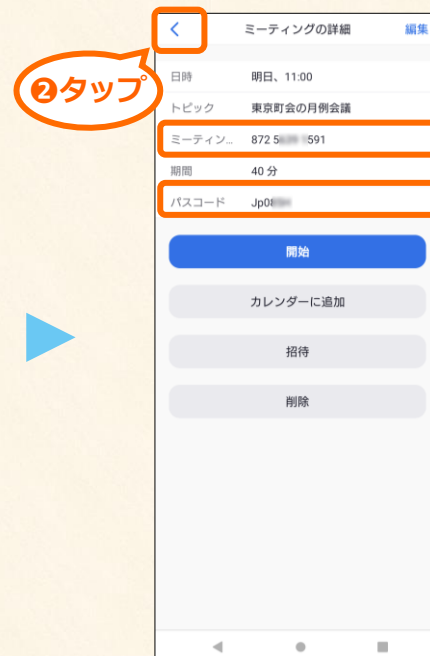 ミーティングの詳細
編集
❷タップ
日時 明日、11:00
トピック 東京町会の月例会議
ミーティン... 872 5 591
期間 40 分
パスコード Jp0
開始
カレンダーに追加
招待
削除